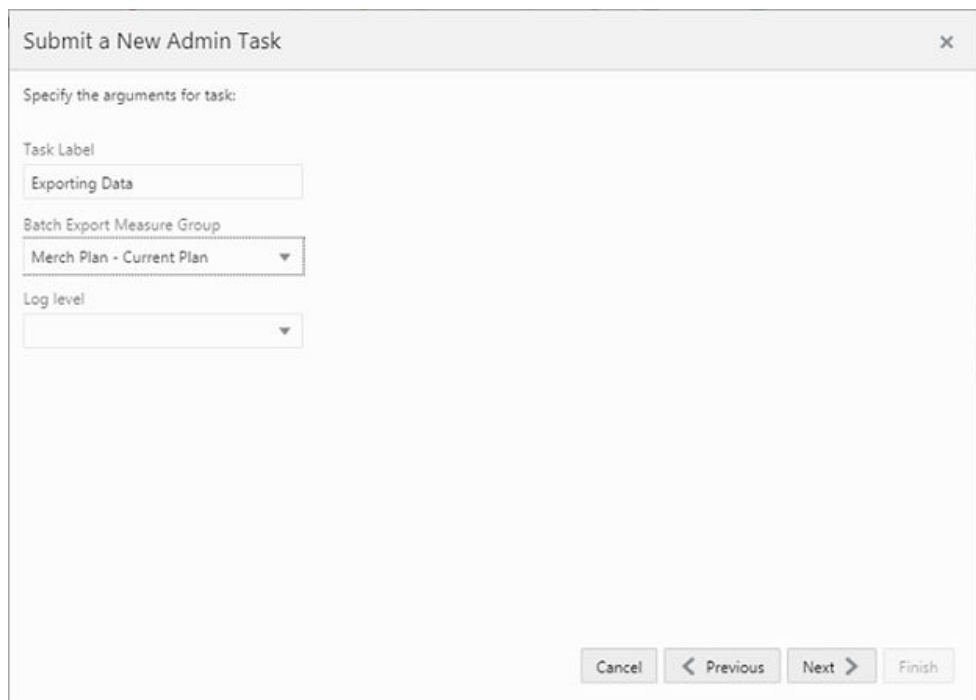 Submit a New Admin Task
Specify the arguments for task:
Task Label
Exporting Data
Batch Export Measure Group
Merch Plan - Current Plan
Log level
Cancel
Previous
Next
Finish